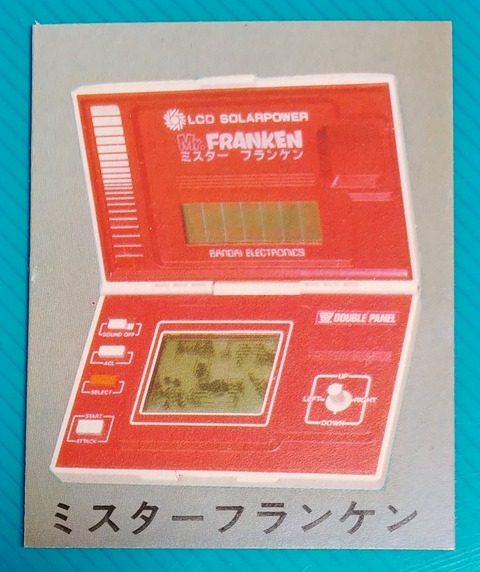 LCD SOLARPOWER
Mr. FRANKEN
ミスター フランケン
BANDAI ELECTRONICS
DOUBLE PANEL
SOUND OFF
ACL
SELECT
START
ATTACK
UP
LEFT
RIGHT
DOWN
ミスターフランケン